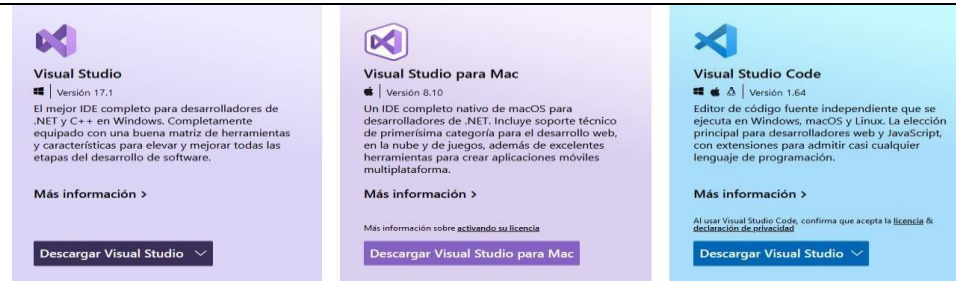 Visual Studio
Versión 17.1
El mejor IDE completo para desarrolladores de
.NET y C++ en Windows. Completamente
equipado con una buena matriz de herramientas
y características para elevar y mejorar todas las
etapas del desarrollo de software.
Más información >
Descargar Visual Studio
Visual Studio para Mac
Versión 8.10
Un IDE completo nativo de macOS para
desarrolladores de .NET. Incluye soporte técnico
de primerísima categoría para el desarrollo web,
en la nube y de juegos, además de excelentes
herramientas para crear aplicaciones móviles
multiplataforma.
Más información >
Más información sobre activando su licencia
Descargar Visual Studio para Mac
Visual Studio Code
Versión 1.64
Editor de código fuente independiente que se
ejecuta en Windows, macOS y Linux. La elección
principal para desarrolladores web y JavaScript,
con extensiones para admitir casi cualquier
lenguaje de programación.
Más información >
Al usar Visual Studio Code, confirma que acepta la licencia &
declaración de privacidad
Descargar Visual Studio